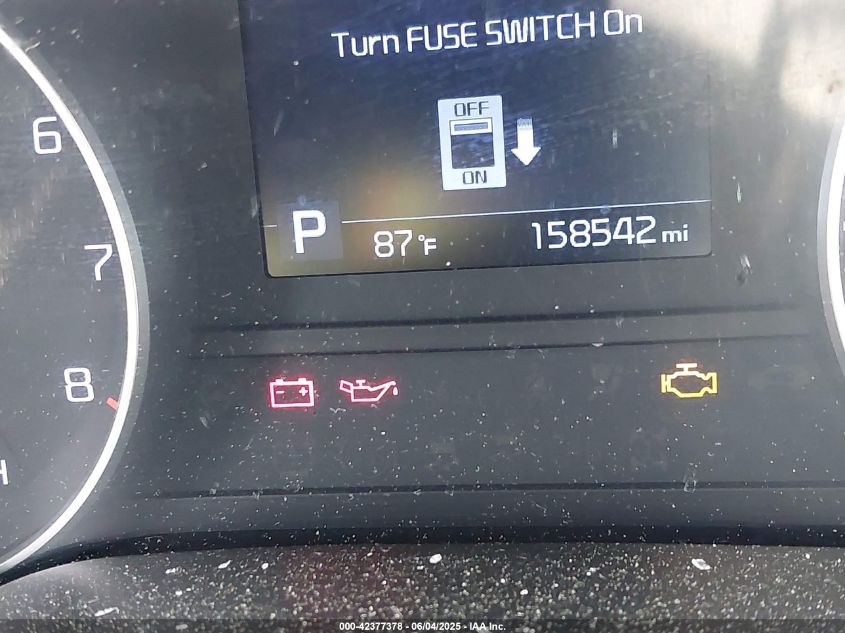 Turn FUSE SWITCH On
OFF
ON
6
7
8
H
P
87°F
158542 mi
000-42377378 - 06/04/2025 - IAA Inc.